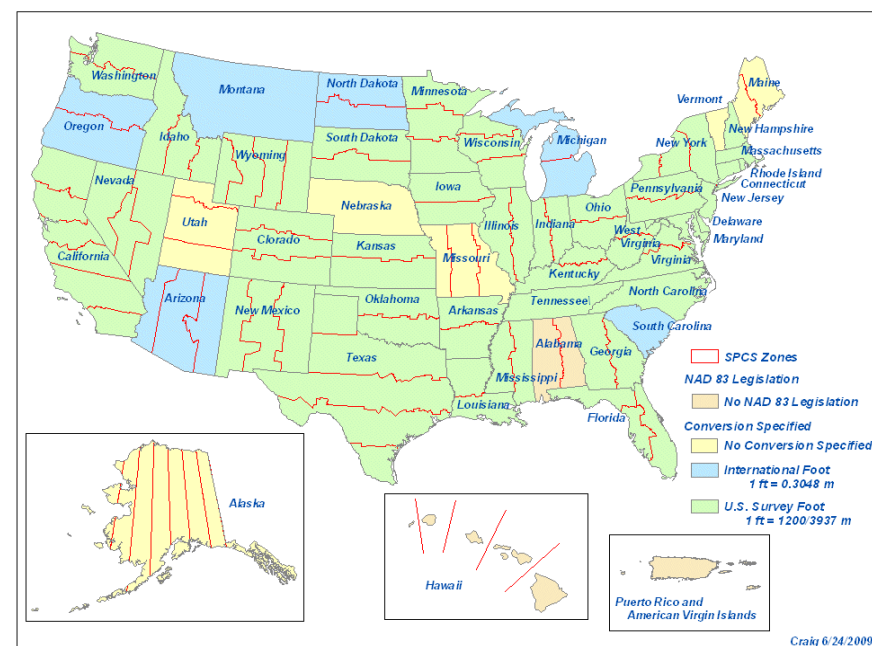 Washington
Montana
North Dakota
Minnesota
Maine
Vermont
Oregon
Idaho
Wyoming
South Dakota
Wisconsin
Michigan
New York
New Hampshire
Massachusetts
Rhode Island
Connecticut
Nevada
Utah
Nebraska
Iowa
Illinois
Indiana
Ohio
Pennsylvania
New Jersey
Delaware
Maryland
California
Clorado
Kansas
Missouri
West
Virginia
Virginia
Kentucky
Arizona
New Mexico
Oklahoma
Arkansas
Tennessee
North Carolina
South Carolina
Texas
Louisiana
Mississippi
Alabama
Georgia
Florida
SPCS Zones
NAD 83 Legislation
No NAD 83 Legislation
Conversion Specified
No Conversion Specified
International Foot
1 ft = 0.3048 m
U.S. Survey Foot
1 ft = 1200/3937 m
Alaska
Hawaii
Puerto Rico and
American Virgin Islands
Craig 6/24/2009